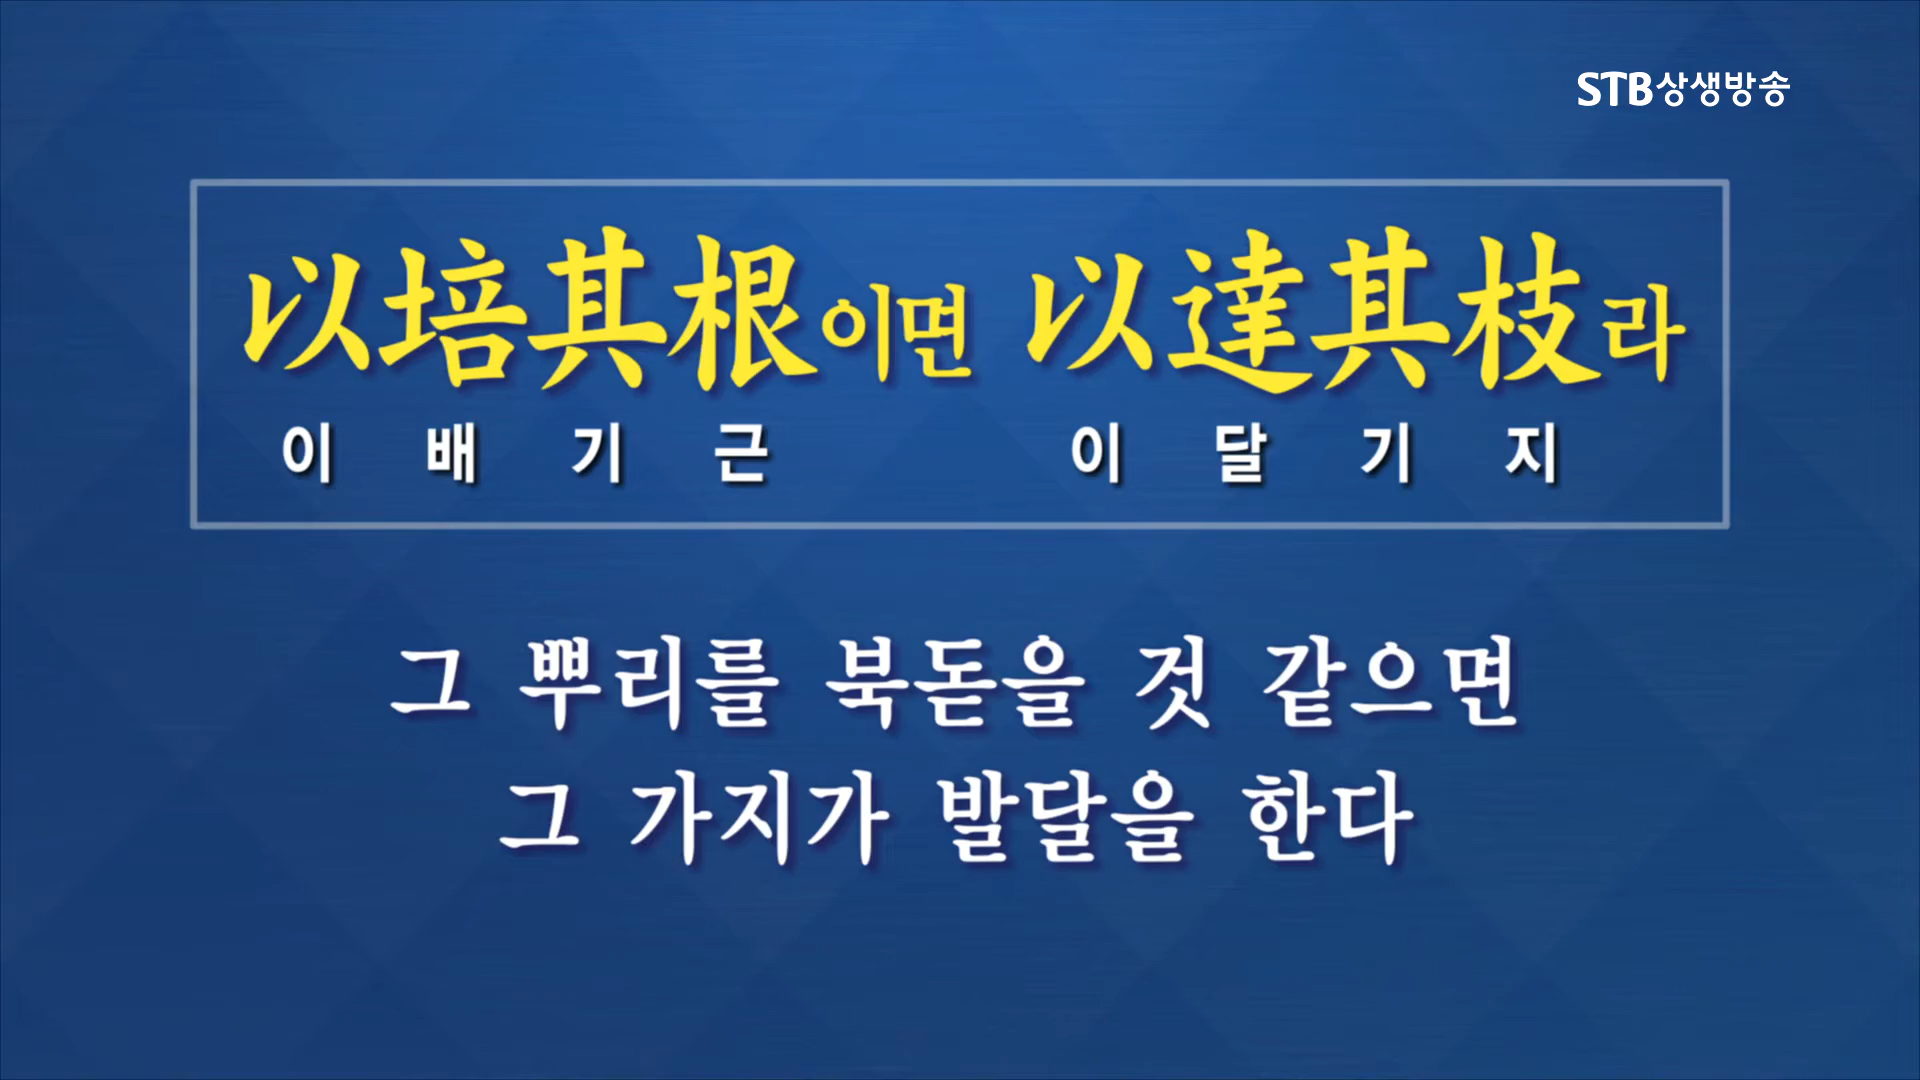 STB상생방송
以培其根이면 以達其枝라
이 배 기 근 이 달 기 지
그 뿌리를 북돋을 것 같으면
그 가지가 발달을 한다